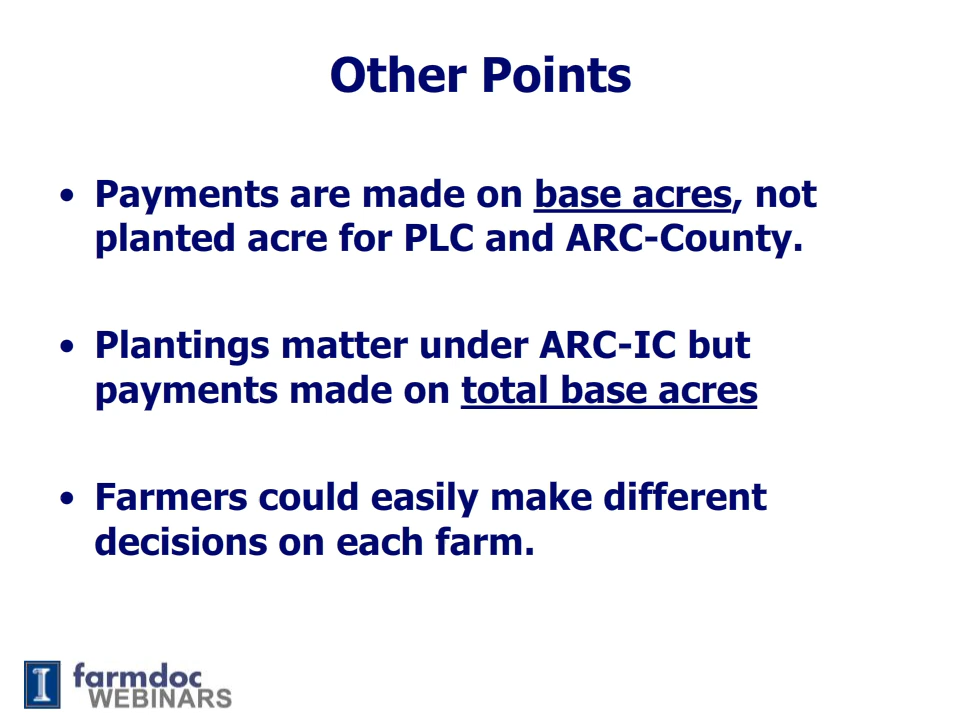 Other Points
• Payments are made on base acres, not
planted acre for PLC and ARC-County.
• Plantings matter under ARC-IC but
payments made on total base acres
• Farmers could easily make different
decisions on each farm.
I farmdoc
WEBINARS